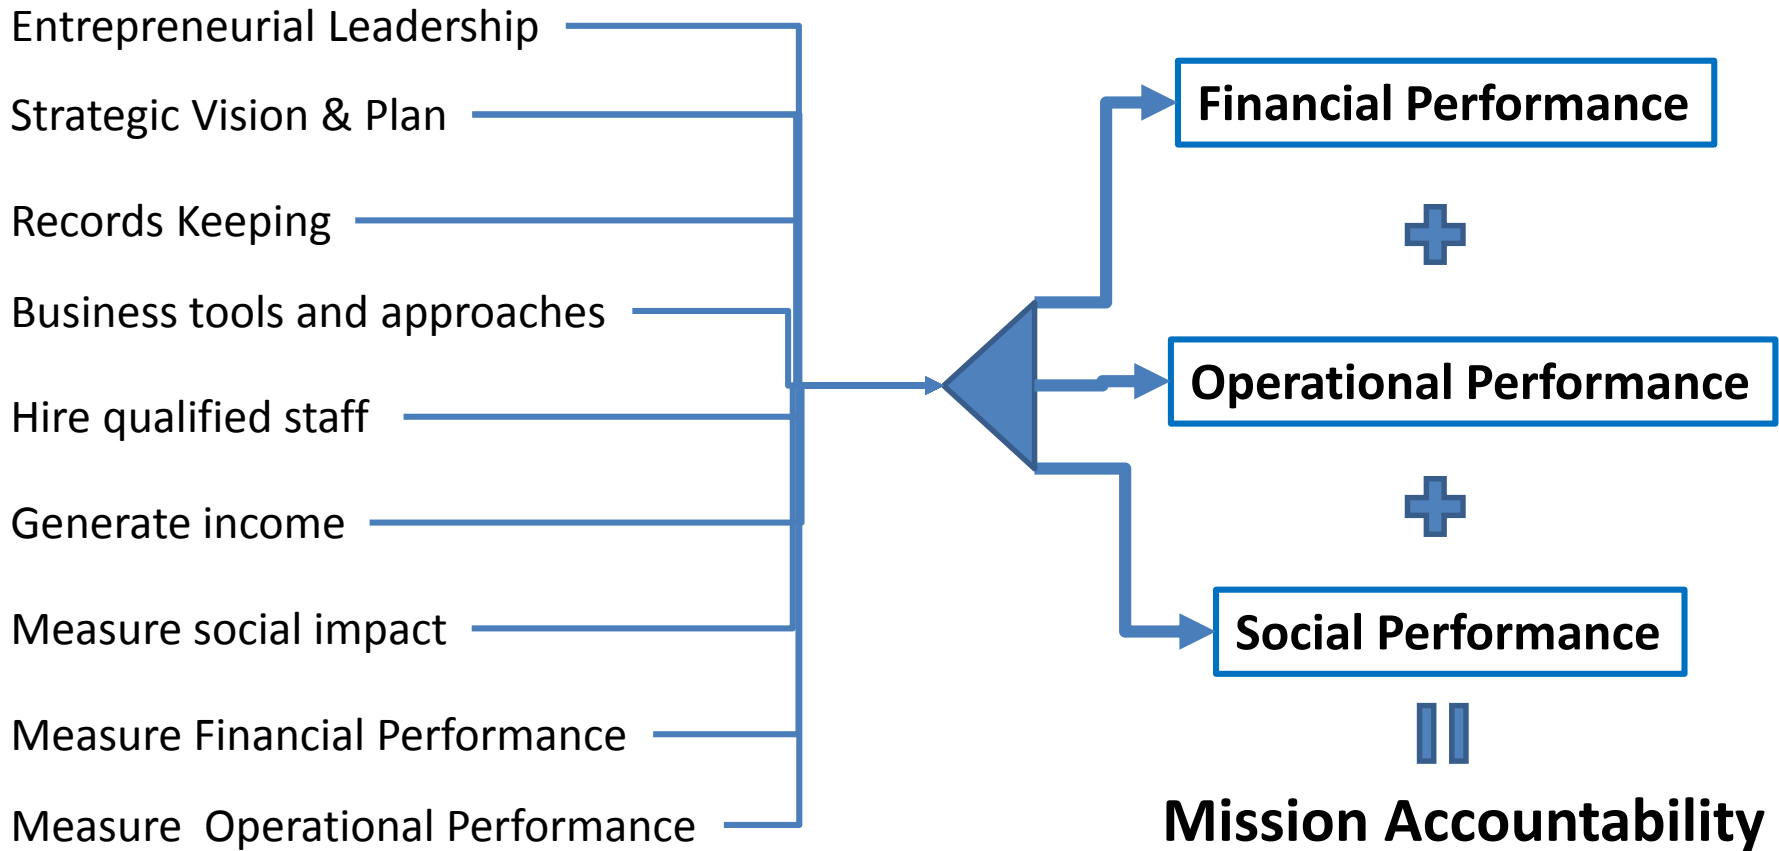 Entrepreneurial Leadership
Strategic Vision & Plan
Records Keeping
Business tools and approaches
Hire qualified staff
Generate income
Measure social impact
Measure Financial Performance
Measure  Operational Performance
Financial Performance
Operational Performance
Social Performance
Mission Accountability